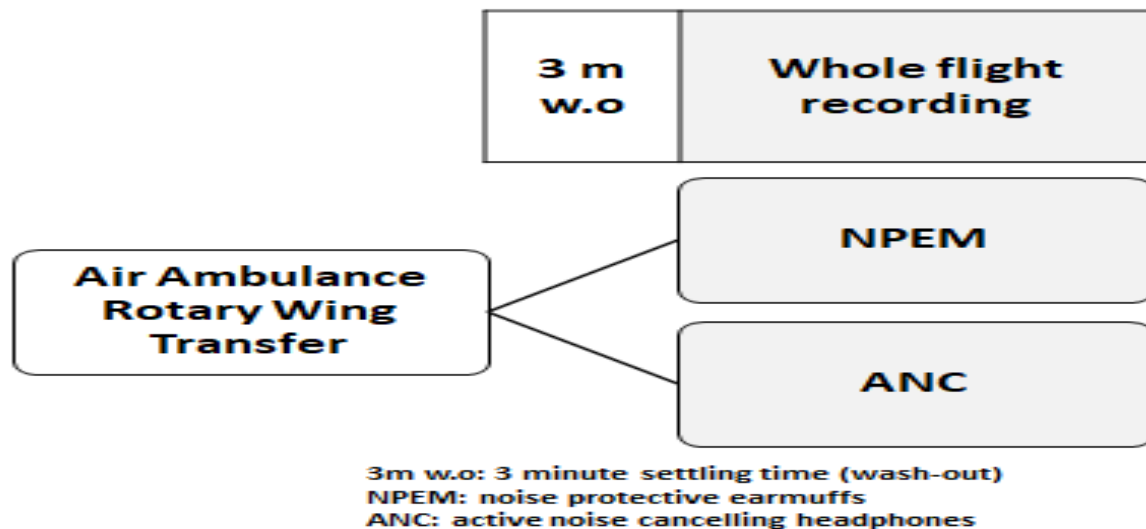 3 m
w.o
Whole flight
recording
NPEM
Air Ambulance
Rotary Wing
Transfer
ANC
3m w.o: 3 minute settling time (wash-out)
NPEM: noise protective earmuffs
ANC: active noise cancelling headphones